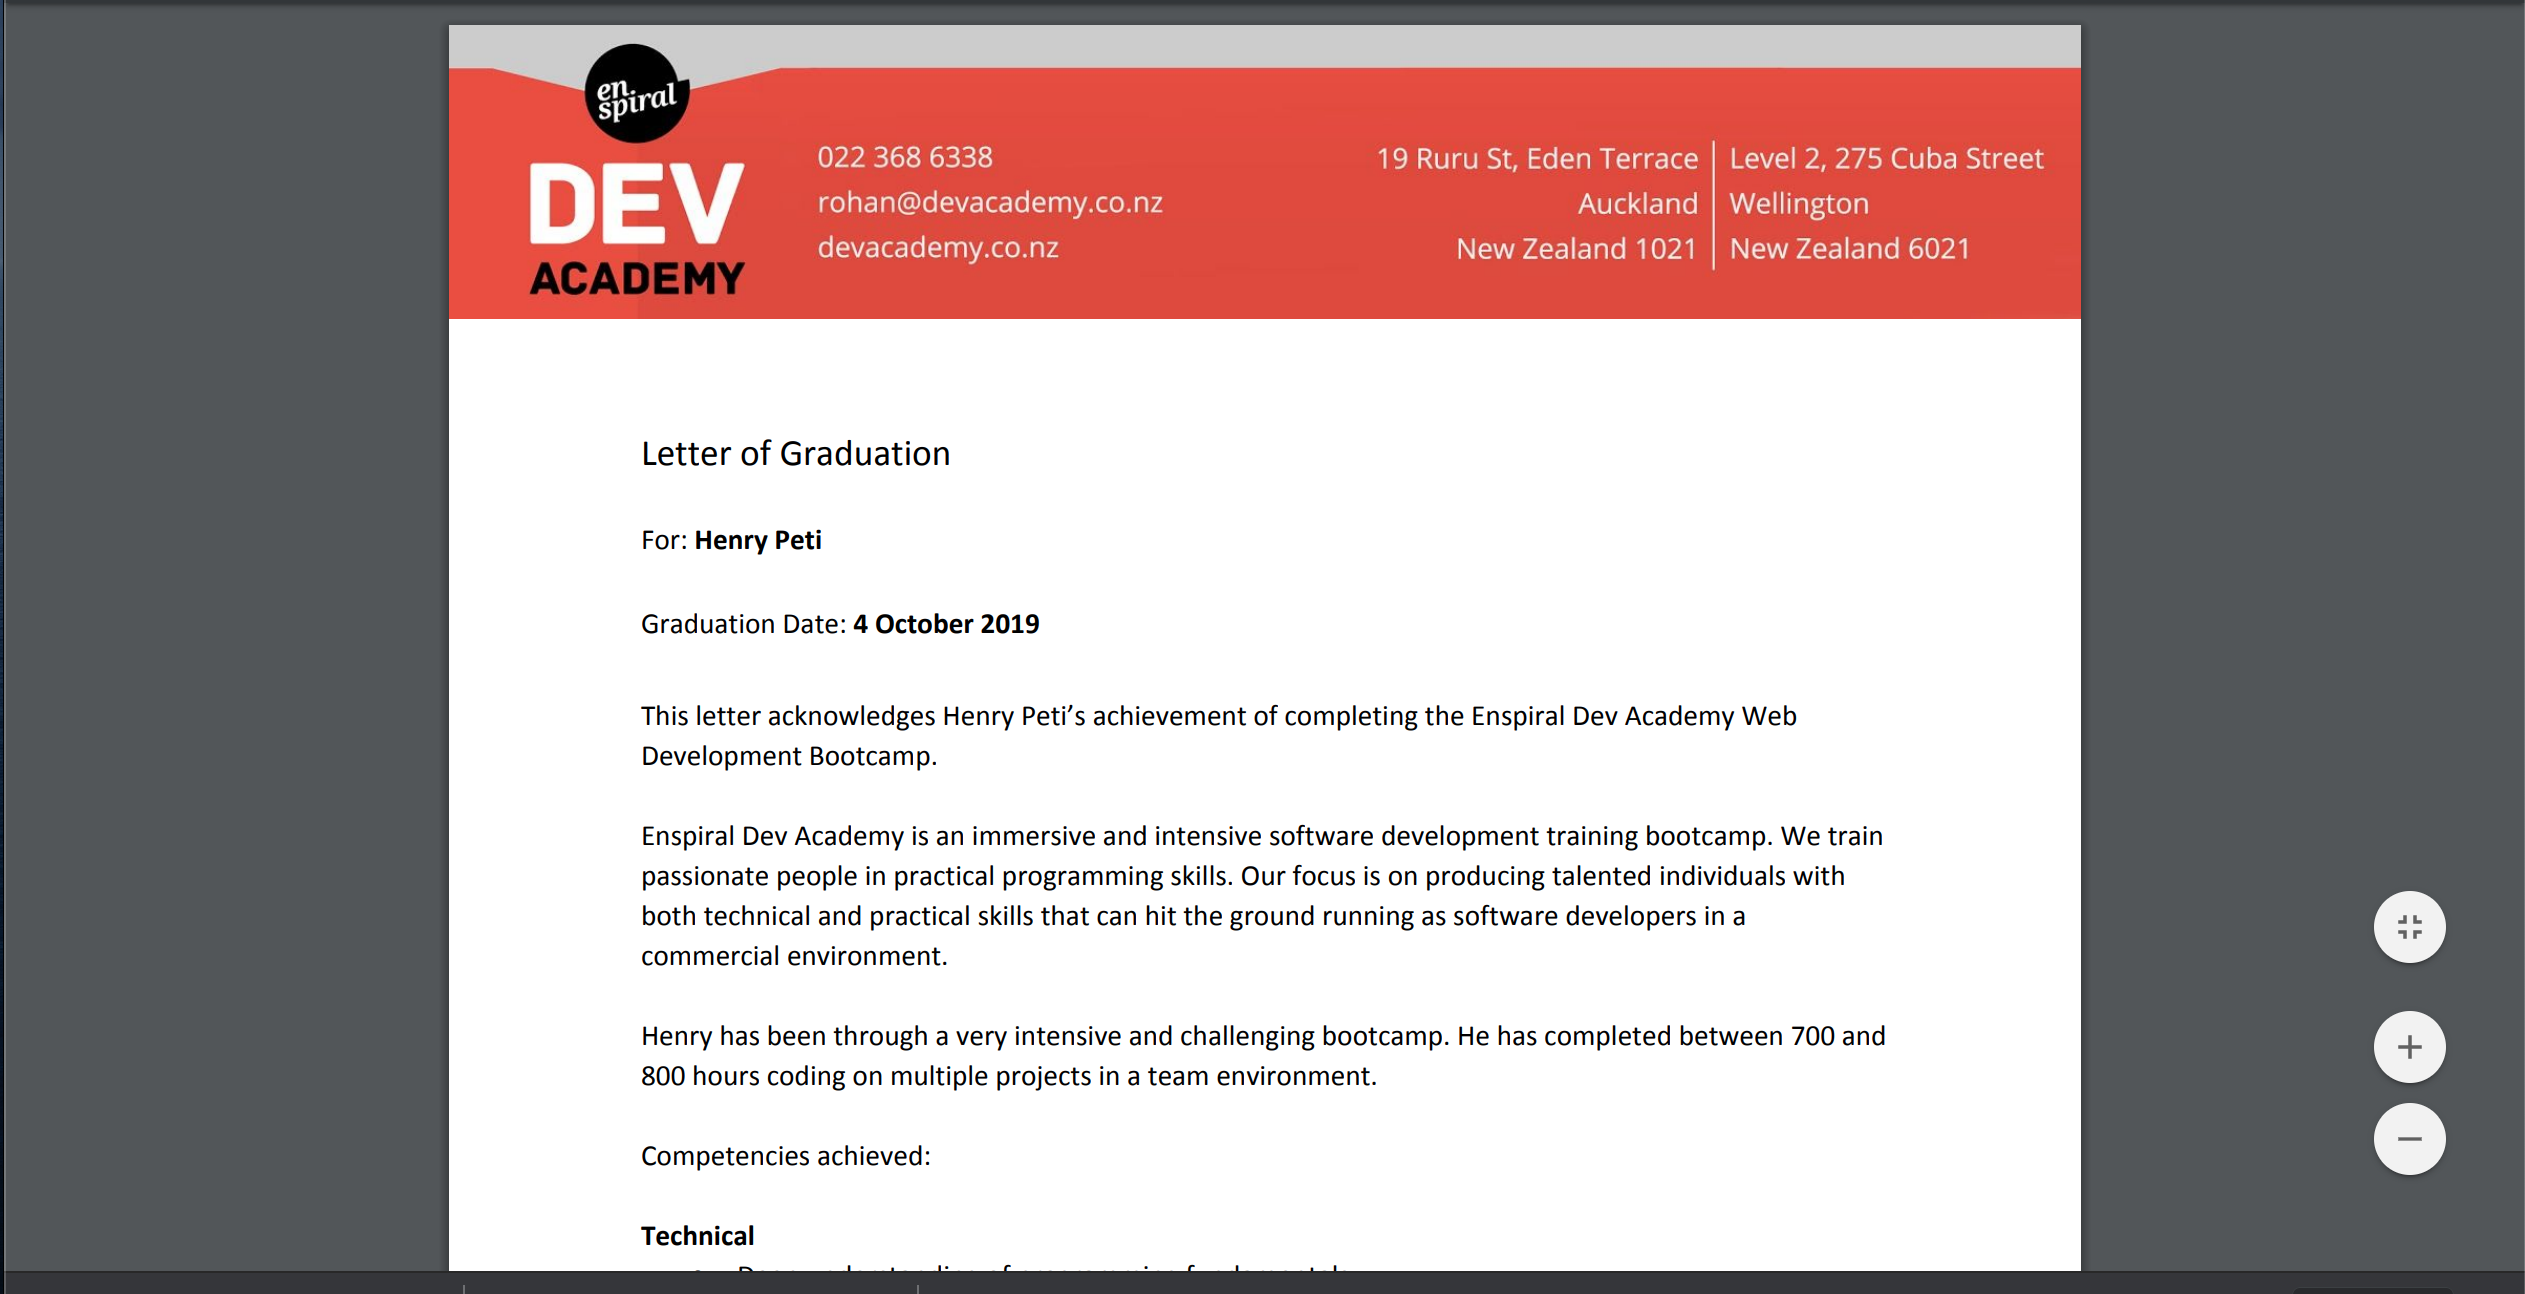 en.
spiral
DEV
ACADEMY
022 368 6338
rohan@devacademy.co.nz
devacademy.co.nz
19 Ruru St, Eden Terrace
Auckland
New Zealand 1021
Level 2, 275 Cuba Street
Wellington
New Zealand 6021
Letter of Graduation
For: Henry Peti
Graduation Date: 4 October 2019
This letter acknowledges Henry Peti’s achievement of completing the Enspiral Dev Academy Web
Development Bootcamp.
Enspiral Dev Academy is an immersive and intensive software development training bootcamp. We train
passionate people in practical programming skills. Our focus is on producing talented individuals with
both technical and practical skills that can hit the ground running as software developers in a
commercial environment.
Henry has been through a very intensive and challenging bootcamp. He has completed between 700 and
800 hours coding on multiple projects in a team environment.
Competencies achieved:
Technical